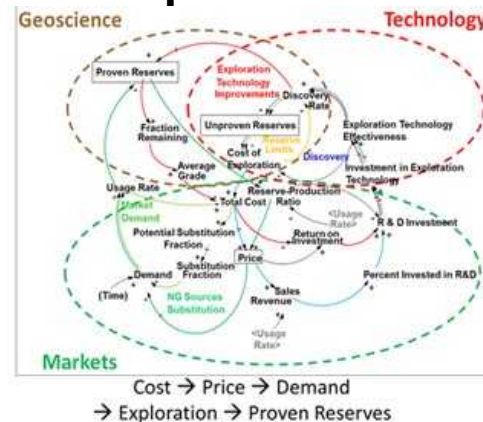 Geoscience
Technology
Proven Reserves
Exploration
Technology
Improvements
Discovery
Rate
Unproven Reserves
Exploration Technology
Effectiveness
Fraction
Remaining
Reserve
Limits
Cost of
Exploration
Discovery
Investment in Exploration
Technology
Average
Grade
Usage Rate
Reserve-Production
Ratio
Market
Demand
Total Cost
<Usage
Rate>
R & D Investment
Potential Substitution
Fraction
Return on
Investment
Price
Substitution
Fraction
Demand
Percent Invested in R&D
(Time)
NG Sources
Substitution
Sales
Revenue
<Usage
Rate>
Markets
Cost → Price → Demand
→ Exploration → Proven Reserves